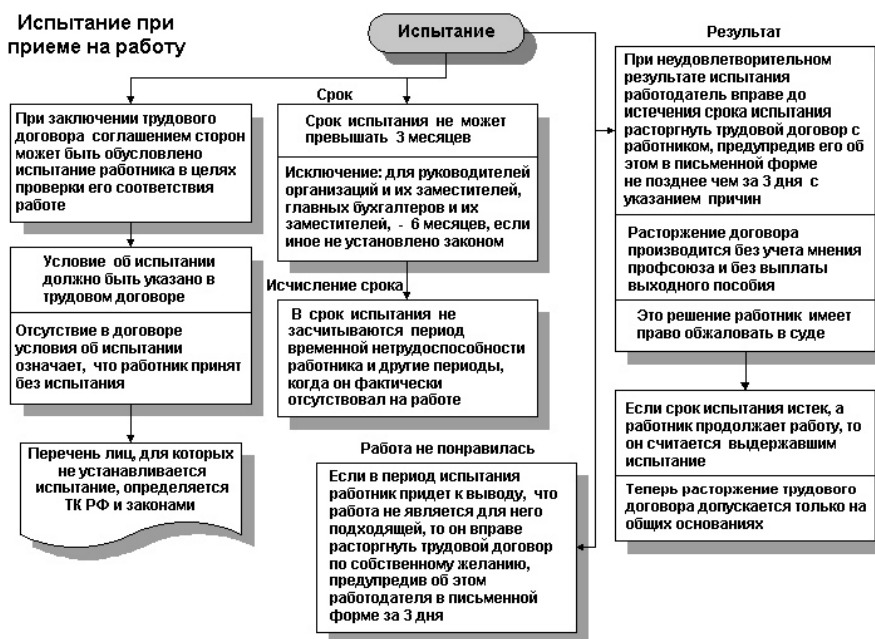 Испытание при
приеме на работу
Испытание
При заключении трудового
договора соглашением сторон
может быть обусловлено
испытание работника в целях
проверки его соответствия
работе
Условие об испытании
должно быть указано в
трудовом договоре
Отсутствие в договоре
условия об испытании
означает, что работник принят
без испытания
Перечень лиц, для которых
не устанавливается
испытание, определяется
ТК РФ и законами
Срок
Срок испытания не может
превышать 3 месяцев
Исключение: для руководителей
организаций и их заместителей,
главных бухгалтеров и их
заместителей, - 6 месяцев, если
иное не установлено законом
Исчисление срока
В срок испытания не
засчитываются период
временной нетрудоспособности
работника и другие периоды,
когда он фактически
отсутствовал на работе
Работа не понравилась
Если в период испытания
работник придет к выводу, что
работа не является для него
подходящей, то он вправе
расторгнуть трудовой договор
по собственному желанию,
предупредив об этом
работодателя в письменной
форме за 3 дня
Результат
При неудовлетворительном
результате испытания
работодатель вправе до
истечения срока испытания
расторгнуть трудовой договор с
работником, предупредив его об
этом в письменной форме
не позднее чем за 3 дня с
указанием причин
Расторжение договора
производится без учета мнения
профсоюза и без выплаты
выходного пособия
Это решение работник имеет
право обжаловать в суде
Если срок испытания истек, а
работник продолжает работу, то
он считается выдержавшим
испытание
Теперь расторжение трудового
договора допускается только на
общих основаниях